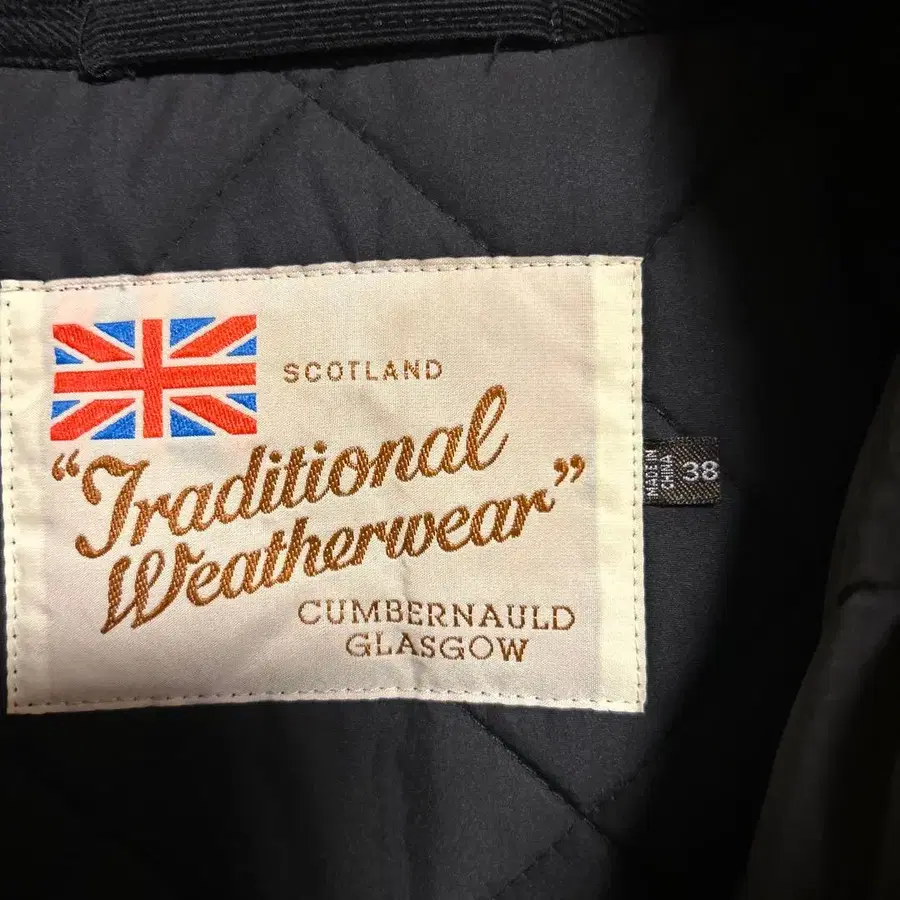 SCOTLAND
"Traditional
Weatherwear"
CUMBERNAULD
GLASGOW
MADE IN
CHINA
38